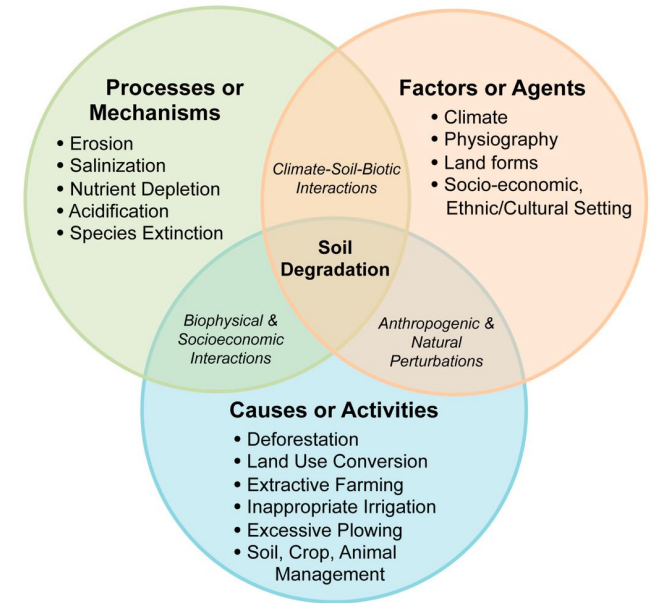 Processes or
Mechanisms
• Erosion
• Salinization
• Nutrient Depletion
• Acidification
• Species Extinction
Factors or Agents
• Climate
• Physiography
• Land forms
• Socio-economic,
Ethnic/Cultural Setting
Climate-Soil-Biotic
Interactions
Soil
Degradation
Biophysical &
Socioeconomic
Interactions
Anthropogenic &
Natural
Perturbations
Causes or Activities
• Deforestation
• Land Use Conversion
• Extractive Farming
• Inappropriate Irrigation
• Excessive Plowing
• Soil, Crop, Animal
Management